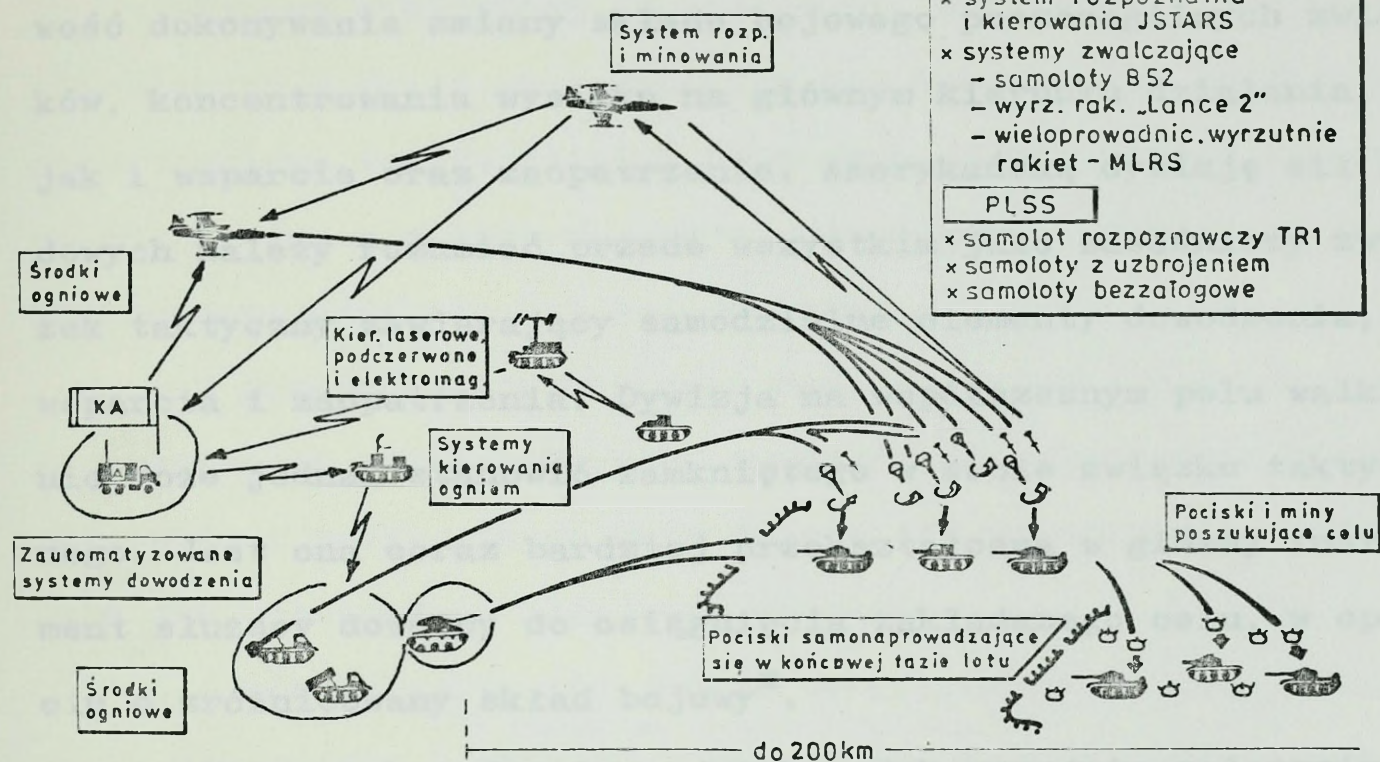 System rozp.
i minowania
kierowania JSTARS
× systemy zwalczające
– samoloty B52
– wyrz. rak. „Lance 2”
– wieloprowadnic. wyrzutnie
rakiet – MLRS
PLSS
× samolot rozpoznawczy TR1
× samoloty z uzbrojeniem
× samoloty bezzałogowe
Środki
ogniowe
Kier. laserowe,
podczerwone
i elektromag.
KA
Systemy
kierowania
ogniem
Zautomatyzowane
systemy dowodzenia
Pociski i miny
poszukujące celu
Pociski samonaprowadzające
się w końcowej fazie lotu
Środki
ogniowe
do 200km